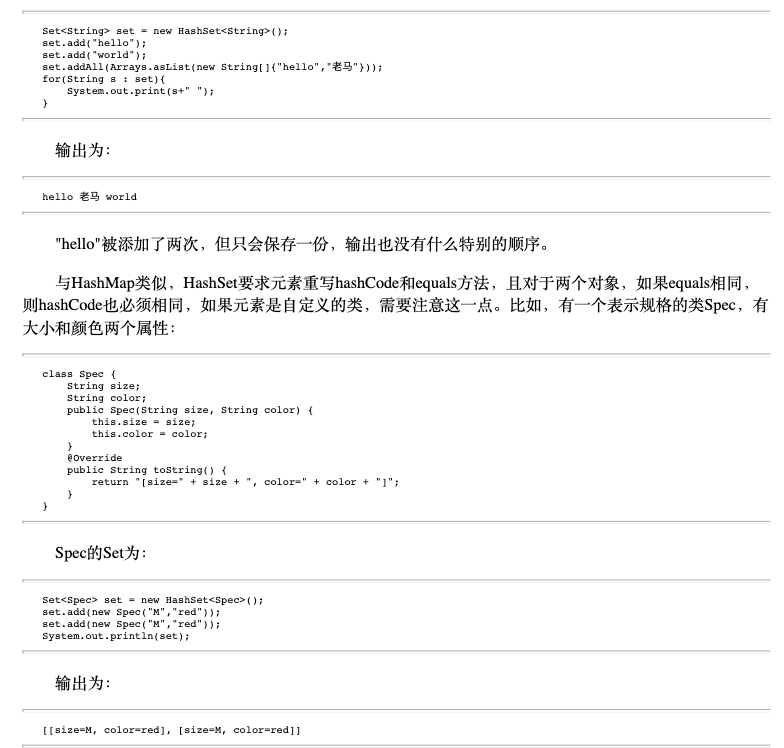 Set<String> set = new HashSet<String>();
set.add("hello");
set.add("world");
set.addAll(Arrays.asList(new String[]{"hello","老马"}));
for(String s : set){
    System.out.print(s+" ");
}
输出为：
hello 老马 world
"hello"被添加了两次，但只会保存一份，输出也没有什么特别的顺序。
与HashMap类似，HashSet要求元素重写hashCode和equals方法，且对于两个对象，如果equals相同，
则hashCode也必须相同，如果元素是自定义的类，需要注意这一点。比如，有一个表示规格的类Spec，有
大小和颜色两个属性：
class Spec {
    String size;
    String color;
    public Spec(String size, String color) {
        this.size = size;
        this.color = color;
    }
    @Override
    public String toString() {
        return "[size=" + size + ", color=" + color + "]";
    }
}
Spec的Set为：
Set<Spec> set = new HashSet<Spec>();
set.add(new Spec("M","red"));
set.add(new Spec("M","red"));
System.out.println(set);
输出为：
[[size=M, color=red], [size=M, color=red]]